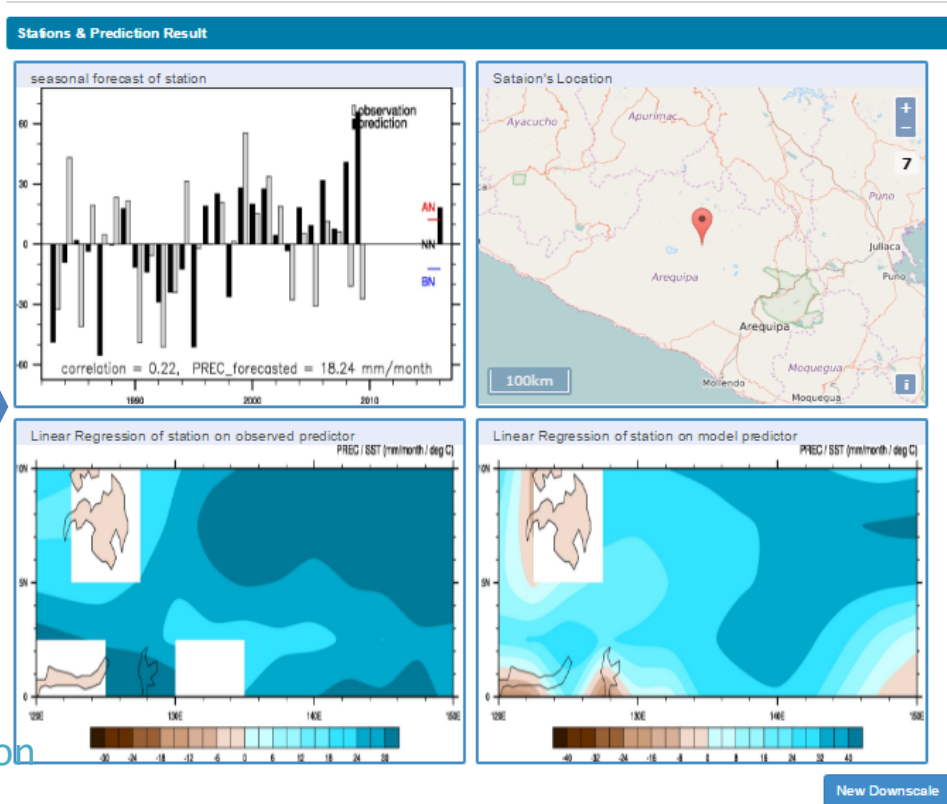 Stations & Prediction Result
seasonal forecast of station
observation
prediction
60
30
0
-30
-60
AN
NN
BN
correlation = 0.22, PREC_forecasted = 18.24 mm/month
1990
2000
2010
Sataion's Location
Ayacucho
Apurimac
Puno
Juliaca
Puno
Arequipa
Arequipa
Moquegua
Mollendo
Moquegua
+
−
7
100km
i
Linear Regression of station on observed predictor
PREC / SST (mm/month / deg C)
10N
5N
0
120E 130E 140E 150E
-30 -24 -18 -12 -6 0 6 12 18 24 30
Linear Regression of station on model predictor
PREC / SST (mm/month / deg C)
10N
5N
0
120E 130E 140E 150E
-40 -32 -24 -16 -8 0 8 16 24 32 40
on
New Downscale